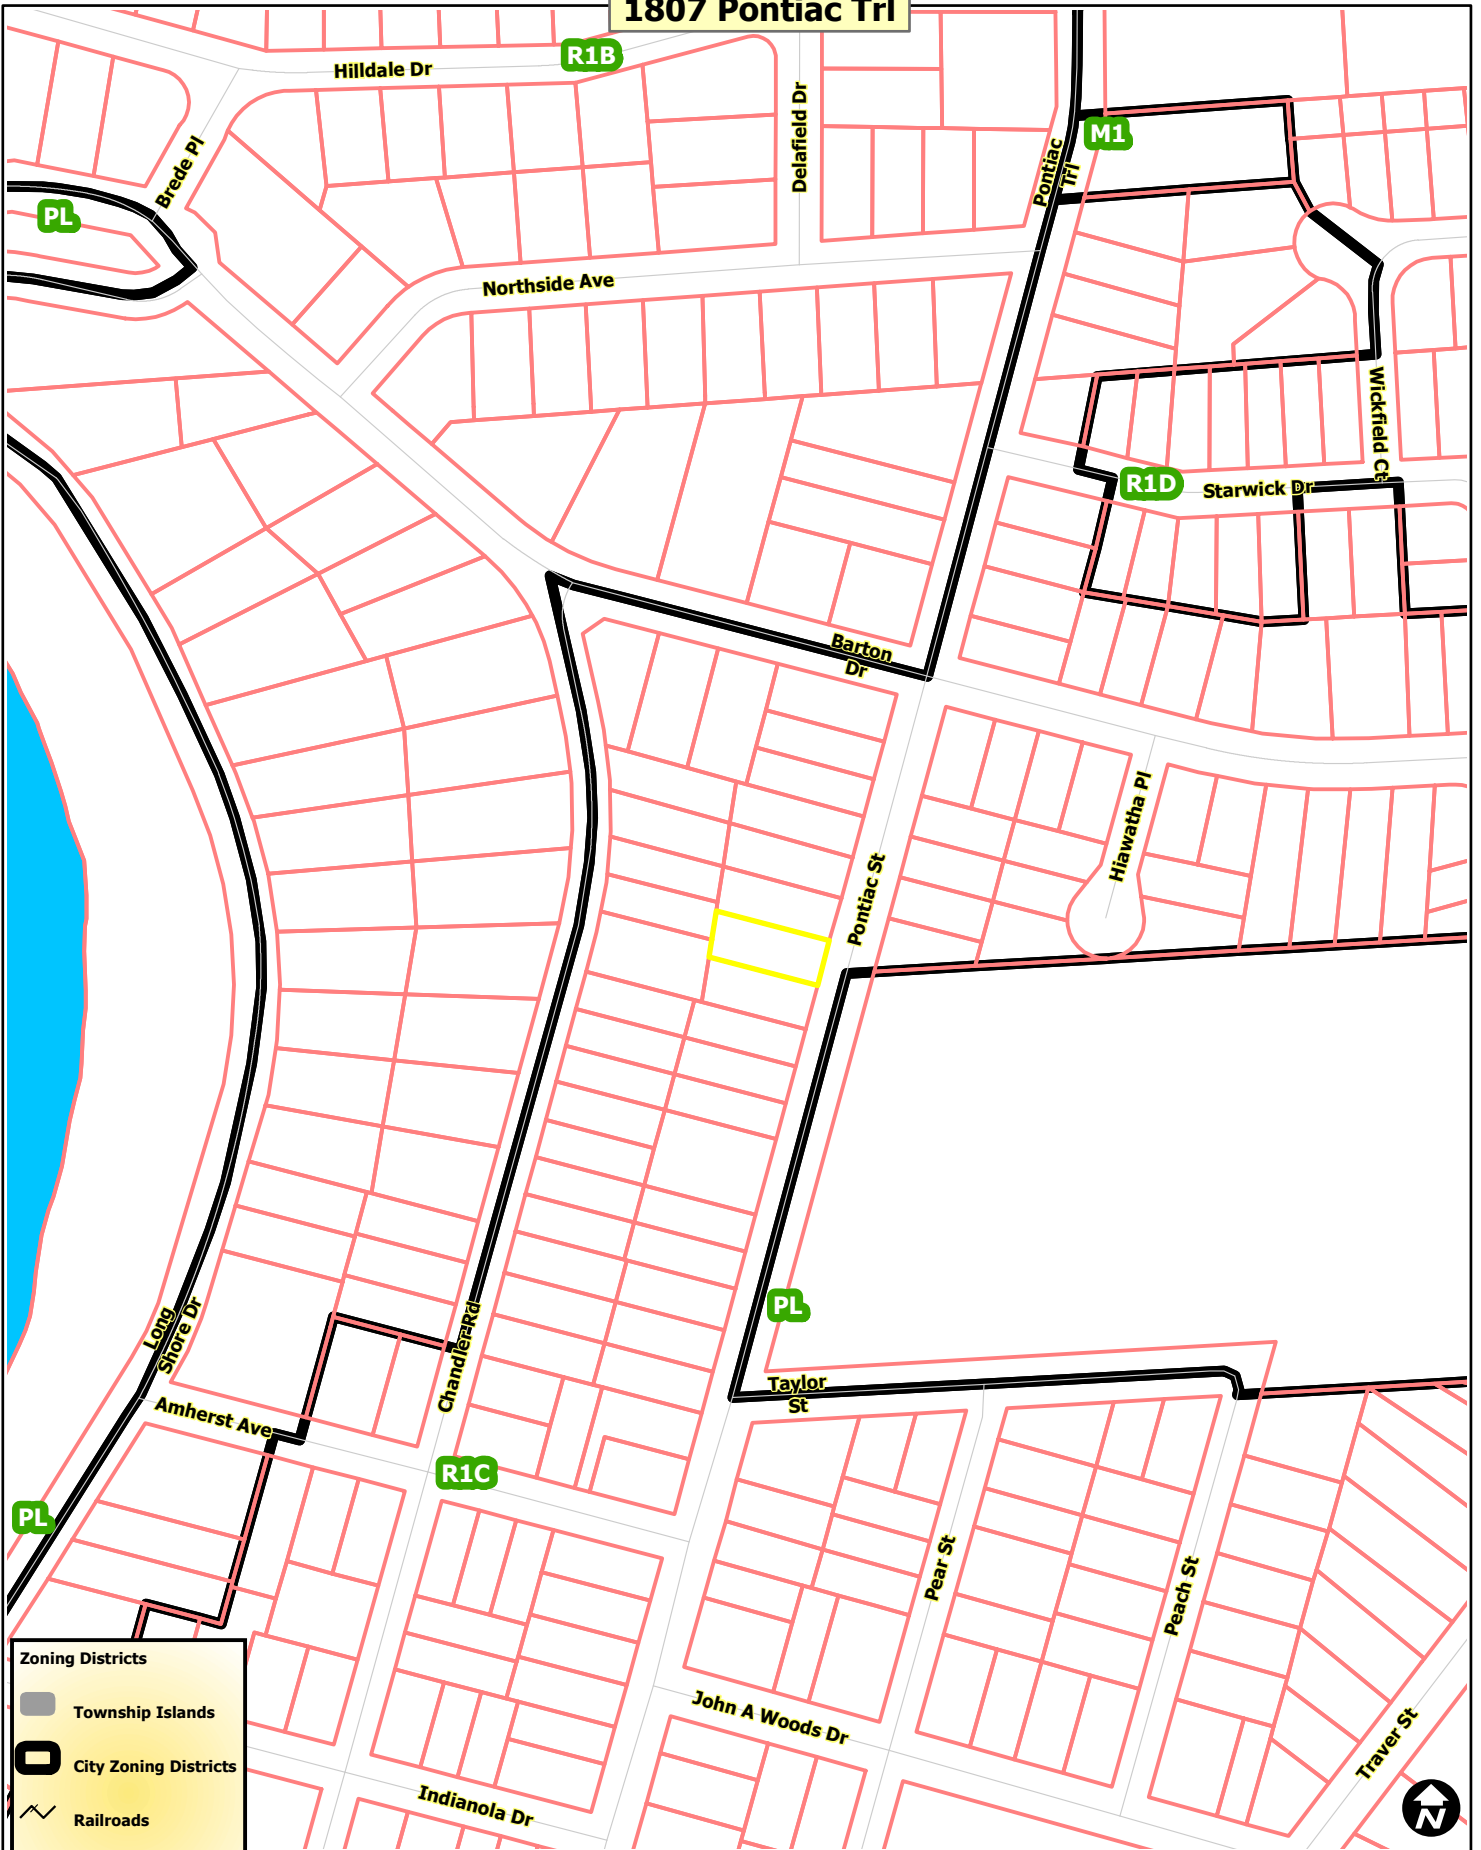 1807 Pontiac Trl
R1B
Hilldale Dr
Delafield Dr
M1
Pontiac
Trl
Brede Pl
PL
Northside Ave
Wickfield Ct
R1D
Starwick Dr
Barton
Dr
Hiawatha Pl
Pontiac St
PL
Long
Shore Dr
Chandler Rd
Taylor
St
Amherst Ave
R1C
PL
Pear St
Peach St
John A Woods Dr
Traver St
Indianola Dr
Zoning Districts
Township Islands
City Zoning Districts
Railroads
N